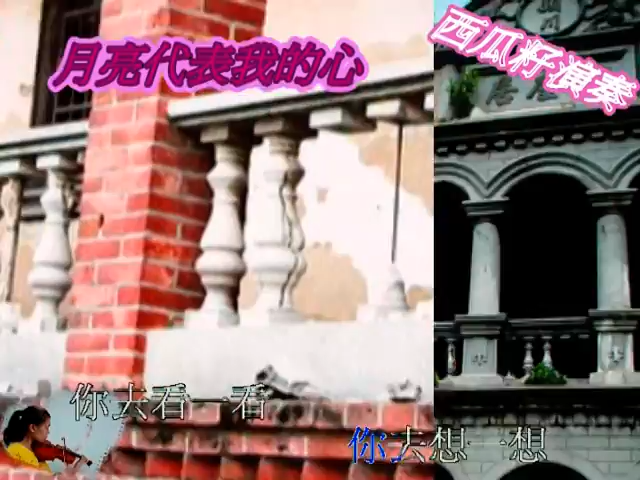 月亮代表我的心
西瓜籽演奏
你去看一看
你去想一想